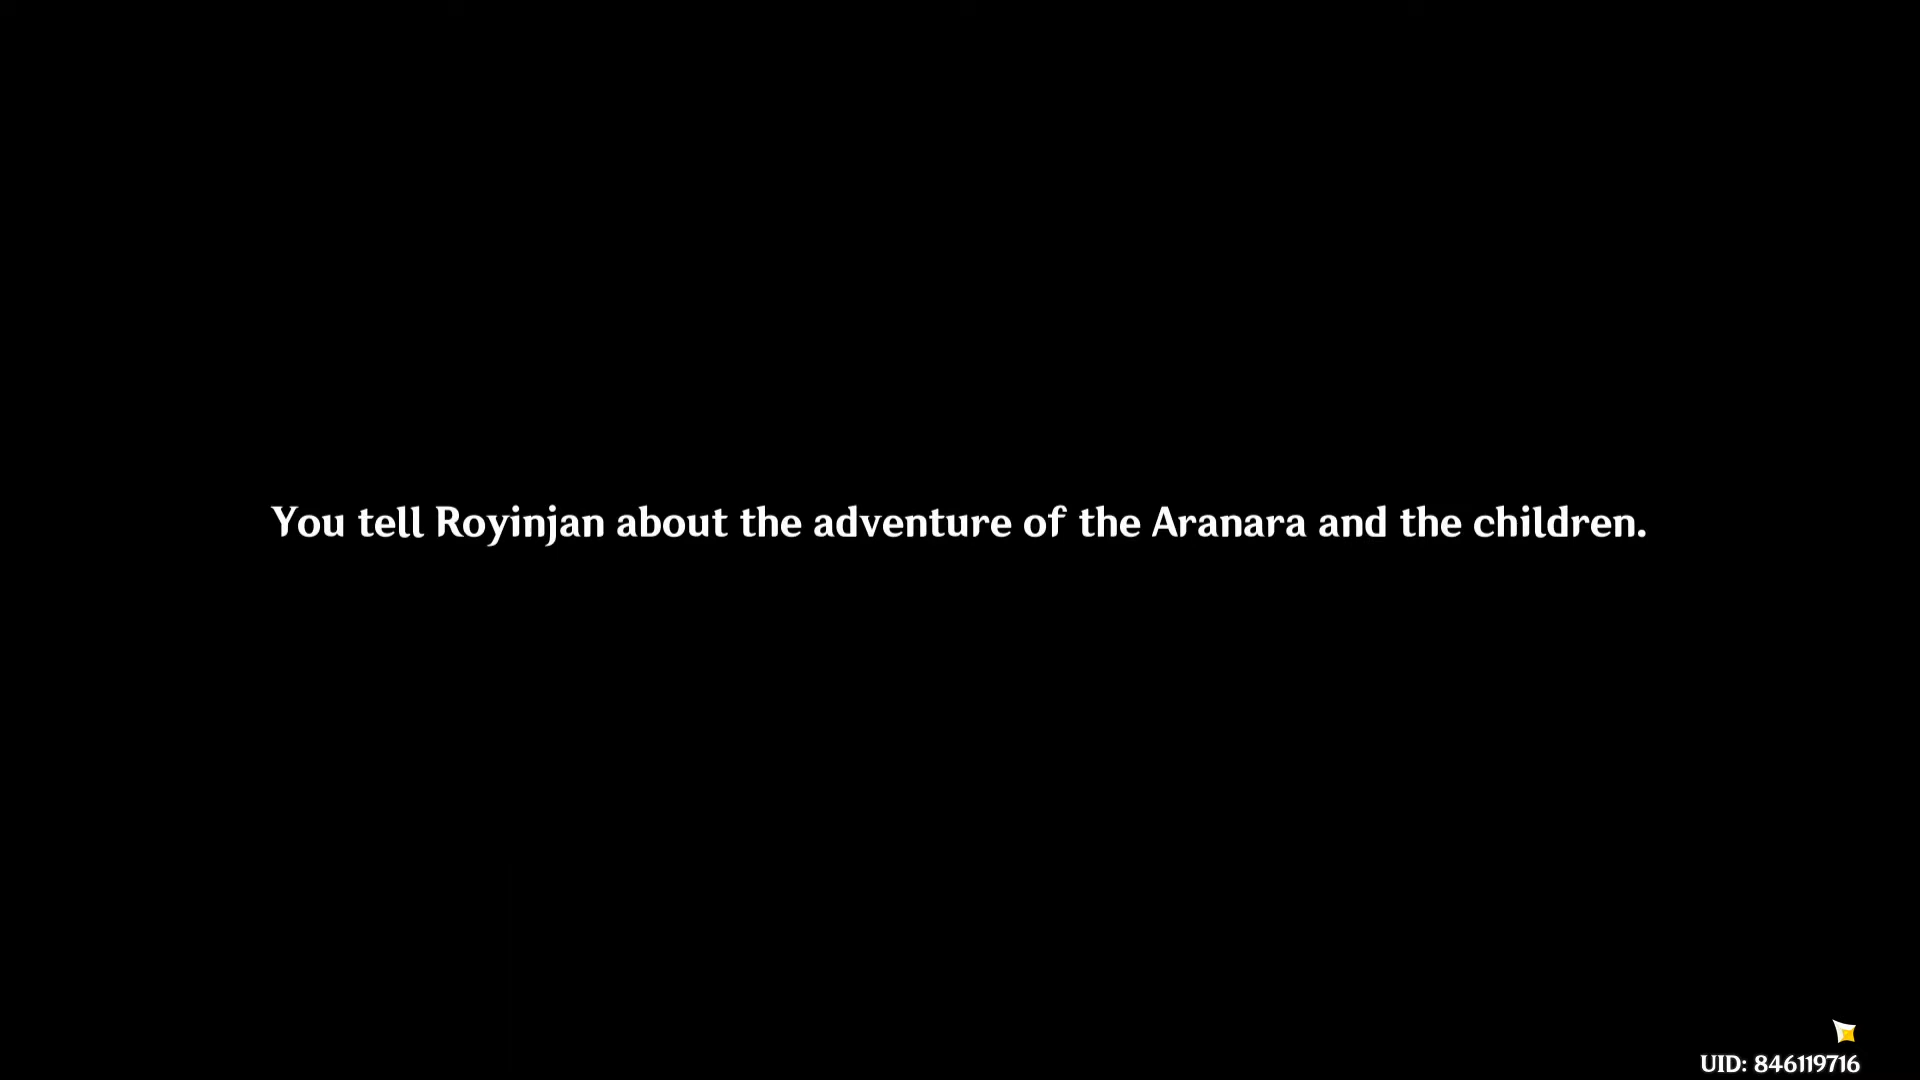 You tell Royinjan about the adventure of the Aranara and the children.
UID: 846119716